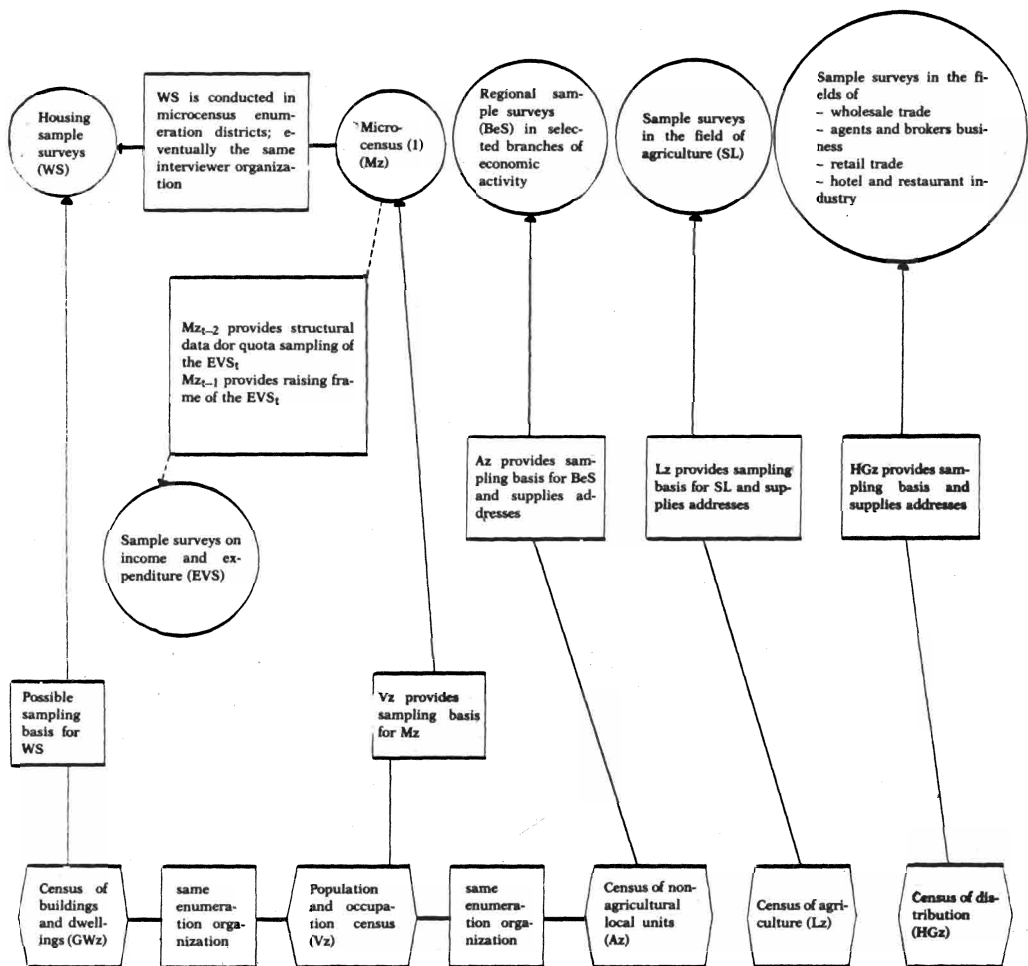 Housing
sample
surveys
(WS)
WS is conducted in
microcensus enum-
eration districts; e-
ventually the same
interviewer organiza-
tion
Micro-
census (1)
(Mz)
Regional sam-
ple surveys
(BeS) in selec-
ted branches of
economic
activity
Sample surveys
in the field of
agriculture (SL)
Sample surveys in the fi-
elds of
– wholesale trade
– agents and brokers busi-
ness
– retail trade
– hotel and restaurant in-
dustry
Mzt–2 provides structural
data dor quota sampling of
the EVSt
Mzt–1 provides raising fra-
me of the EVSt
Az provides sam-
pling basis for BeS
and supplies ad-
dresses
Lz provides sampling
basis for SL and sup-
plies addresses
HGz provides sam-
pling basis and
supplies addresses
Sample surveys on
income and ex-
penditure (EVS)
Possible
sampling
basis for
WS
Vz provides
sampling basis
for Mz
Census of
buildings
and dwel-
lings (GWz)
same
enumera-
tion orga-
nization
Population
and occupa-
tion census
(Vz)
same
enumera-
tion orga-
nization
Census of non-
agricultural
local units
(Az)
Census of agri-
culture (Lz)
Census of dis-
tribution
(HGz)